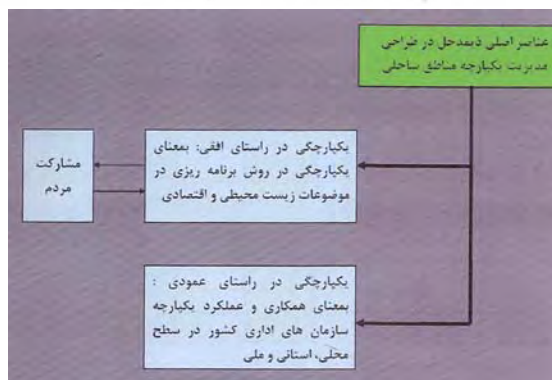 عناصر اصلی ذیمدخل در طراحی
مدیریت یکپارچه مناطق ساحلی
یکپارچگی در راستای افقی: بمعنای
یکپارچگی در روش برنامه ریزی در
موضوعات زیست محیطی و اقتصادی
مشارکت
مردم
یکپارچگی در راستای عمودی :
بمعنای همکاری و عملکرد یکپارچه
سازمان های اداری کشور در سطح
محلی، استانی و ملی